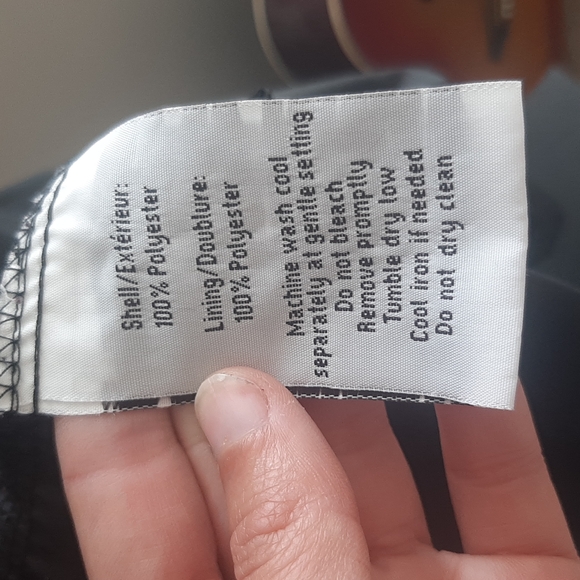 Shell/Extérieur:
100% Polyester
Lining/Doublure:
100% Polyester
Machine wash cool
separately at gentle setting
Do not bleach
Remove promptly
Tumble dry low
Cool iron if needed
Do not dry clean